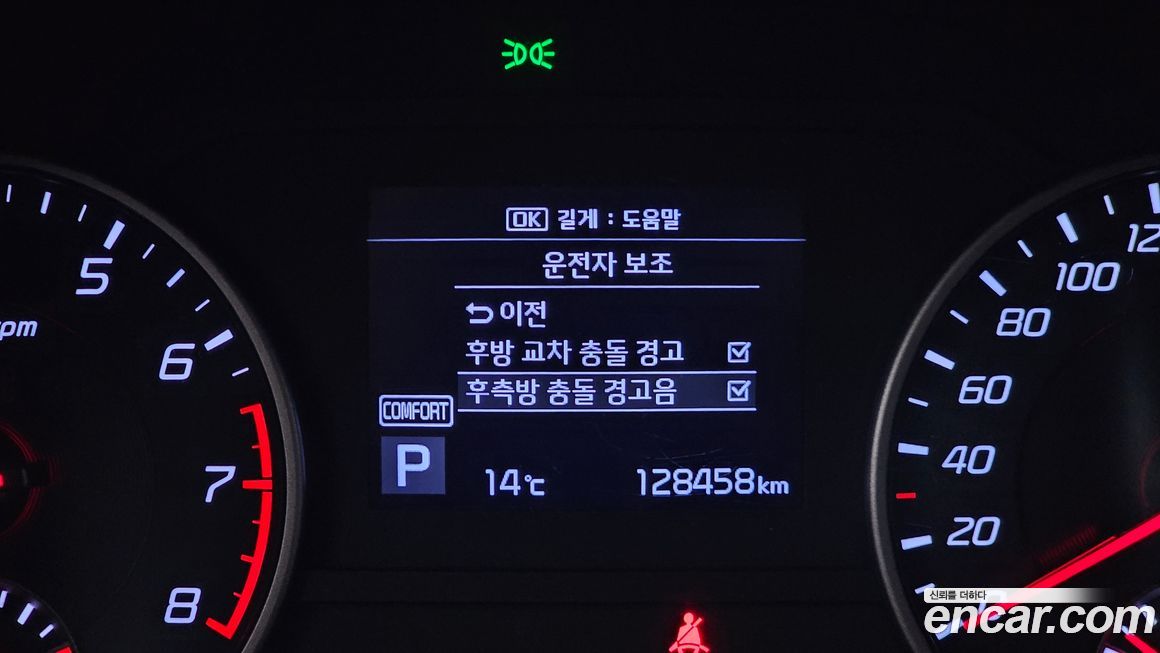 OK 길게 : 도움말
운전자 보조
이전
후방 교차 충돌 경고
후측방 충돌 경고음
COMFORT
P
14℃
128458km
5
rpm
6
7
8
100
80
60
40
20
신뢰를 더하다
encar.com